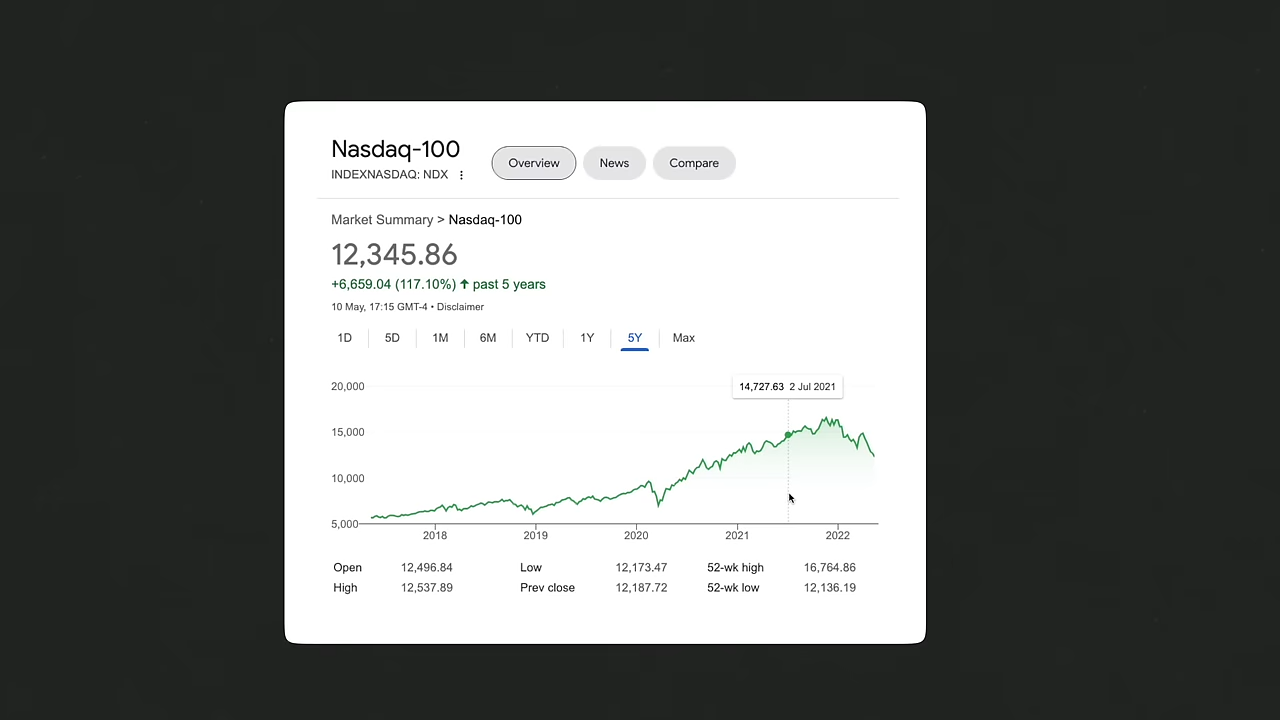 Nasdaq-100
INDEXNASDAQ: NDX
Overview
News
Compare
Market Summary > Nasdaq-100
12,345.86
+6,659.04 (117.10%) ↑ past 5 years
10 May, 17:15 GMT-4 • Disclaimer
1D 5D 1M 6M YTD 1Y 5Y Max
14,727.63 2 Jul 2021
20,000
15,000
10,000
5,000
2018 2019 2020 2021 2022
Open 12,496.84 Low 12,173.47 52-wk high 16,764.86
High 12,537.89 Prev close 12,187.72 52-wk low 12,136.19